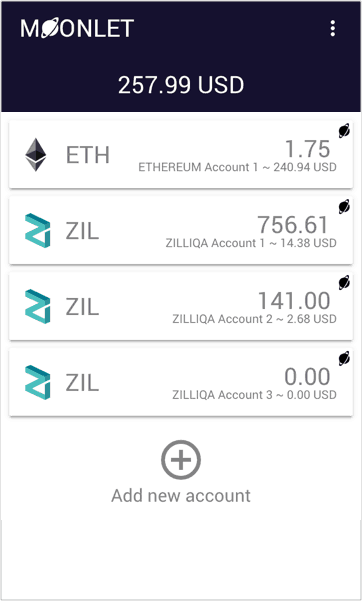 MOONLET
257.99 USD
ETH
1.75
ETHEREUM Account 1 ~ 240.94 USD
ZIL
756.61
ZILLIQA Account 1 ~ 14.38 USD
ZIL
141.00
ZILLIQA Account 2 ~ 2.68 USD
ZIL
0.00
ZILLIQA Account 3 ~ 0.00 USD
Add new account